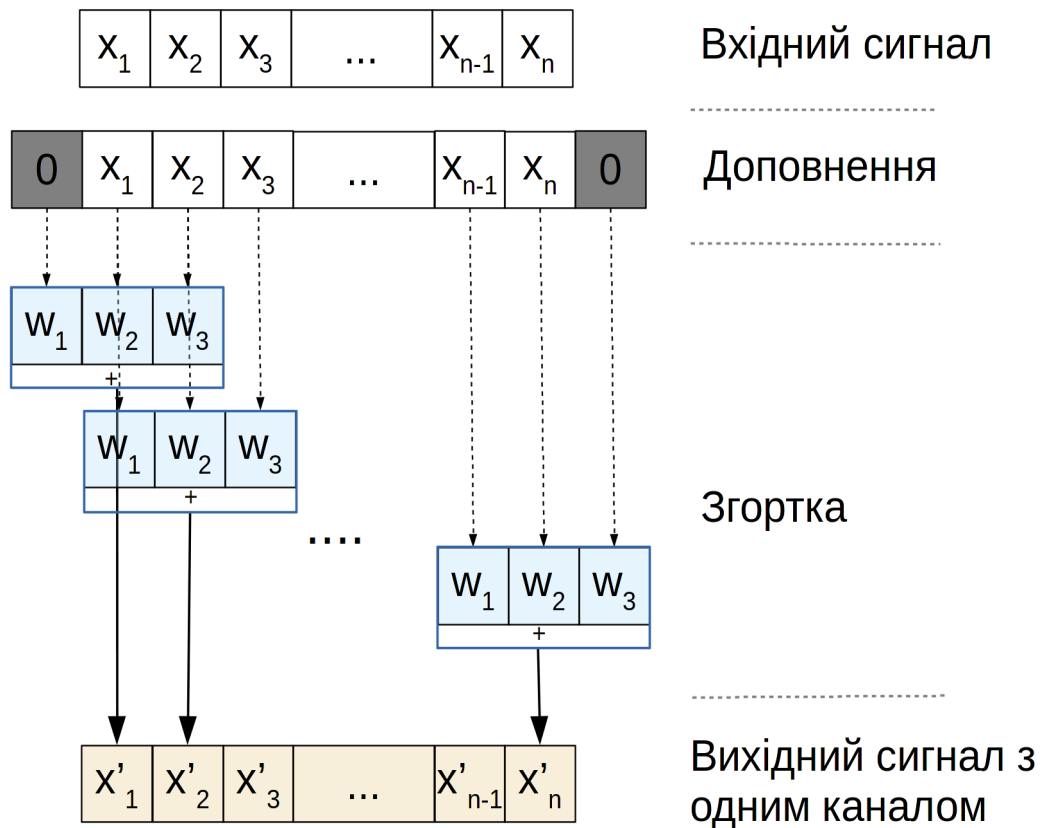 x1 x2 x3 ... xn-1 xn Вхідний сигнал
0 x1 x2 x3 ... xn-1 xn 0 Доповнення
w1 w2 w3
+
w1 w2 w3
+
Згортка
....
w1 w2 w3
+
x'1 x'2 x'3 ... x'n-1 x'n
Вихідний сигнал з
одним каналом